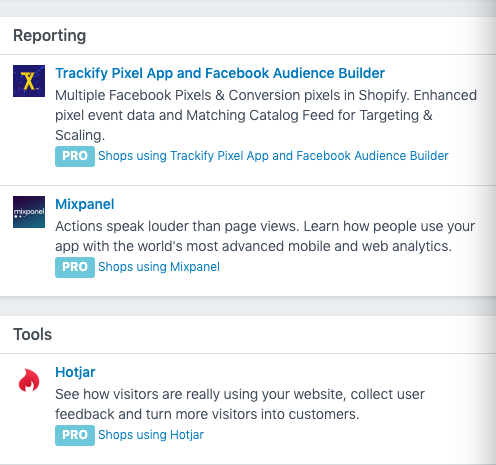 Reporting
Trackify Pixel App and Facebook Audience Builder
Multiple Facebook Pixels & Conversion pixels in Shopify. Enhanced
pixel event data and Matching Catalog Feed for Targeting &
Scaling.
PRO Shops using Trackify Pixel App and Facebook Audience Builder
mixpanel
Mixpanel
Actions speak louder than page views. Learn how people use your
app with the world's most advanced mobile and web analytics.
PRO Shops using Mixpanel
Tools
Hotjar
See how visitors are really using your website, collect user
feedback and turn more visitors into customers.
PRO Shops using Hotjar